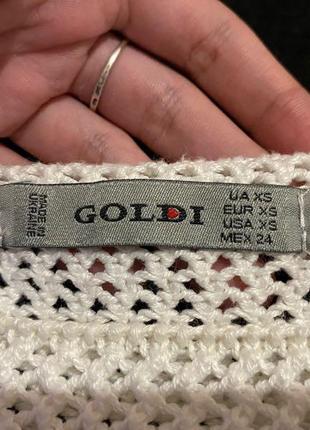 MADE IN
UKRAINE
GOLDI
UA XS
EUR XS
USA XS
MEX 24